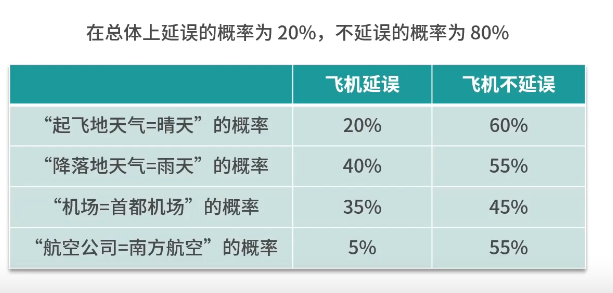 在总体上延误的概率为 20%，不延误的概率为 80%
飞机延误 飞机不延误
“起飞地天气=晴天”的概率 20% 60%
“降落地天气=雨天”的概率 40% 55%
“机场=首都机场”的概率 35% 45%
“航空公司=南方航空”的概率 5% 55%